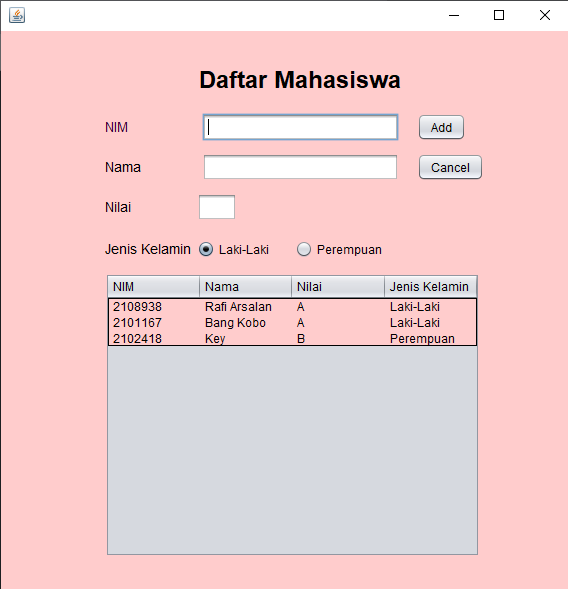 Daftar Mahasiswa
NIM Add
Nama Cancel
Nilai
Jenis Kelamin Laki-Laki Perempuan
NIM Nama Nilai Jenis Kelamin
2108938 Rafi Arsalan A Laki-Laki
2101167 Bang Kobo A Laki-Laki
2102418 Key B Perempuan